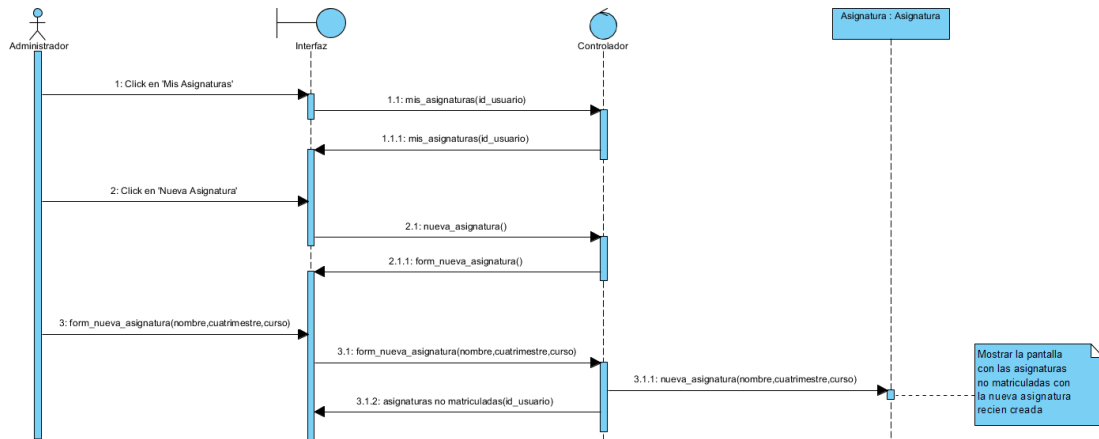 Asignatura : Asignatura
Administrador
Interfaz
Controlador
1: Click en 'Mis Asignaturas'
1.1: mis_asignaturas(id_usuario)
1.1.1: mis_asignaturas(id_usuario)
2: Click en 'Nueva Asignatura'
2.1: nueva_asignatura()
2.1.1: form_nueva_asignatura()
3: form_nueva_asignatura(nombre,cuatrimestre,curso)
3.1: form_nueva_asignatura(nombre,cuatrimestre,curso)
3.1.1: nueva_asignatura(nombre,cuatrimestre,curso)
3.1.2: asignaturas no matriculadas(id_usuario)
Mostrar la pantalla
con las asignaturas
no matriculadas con
la nueva asignatura
recien creada